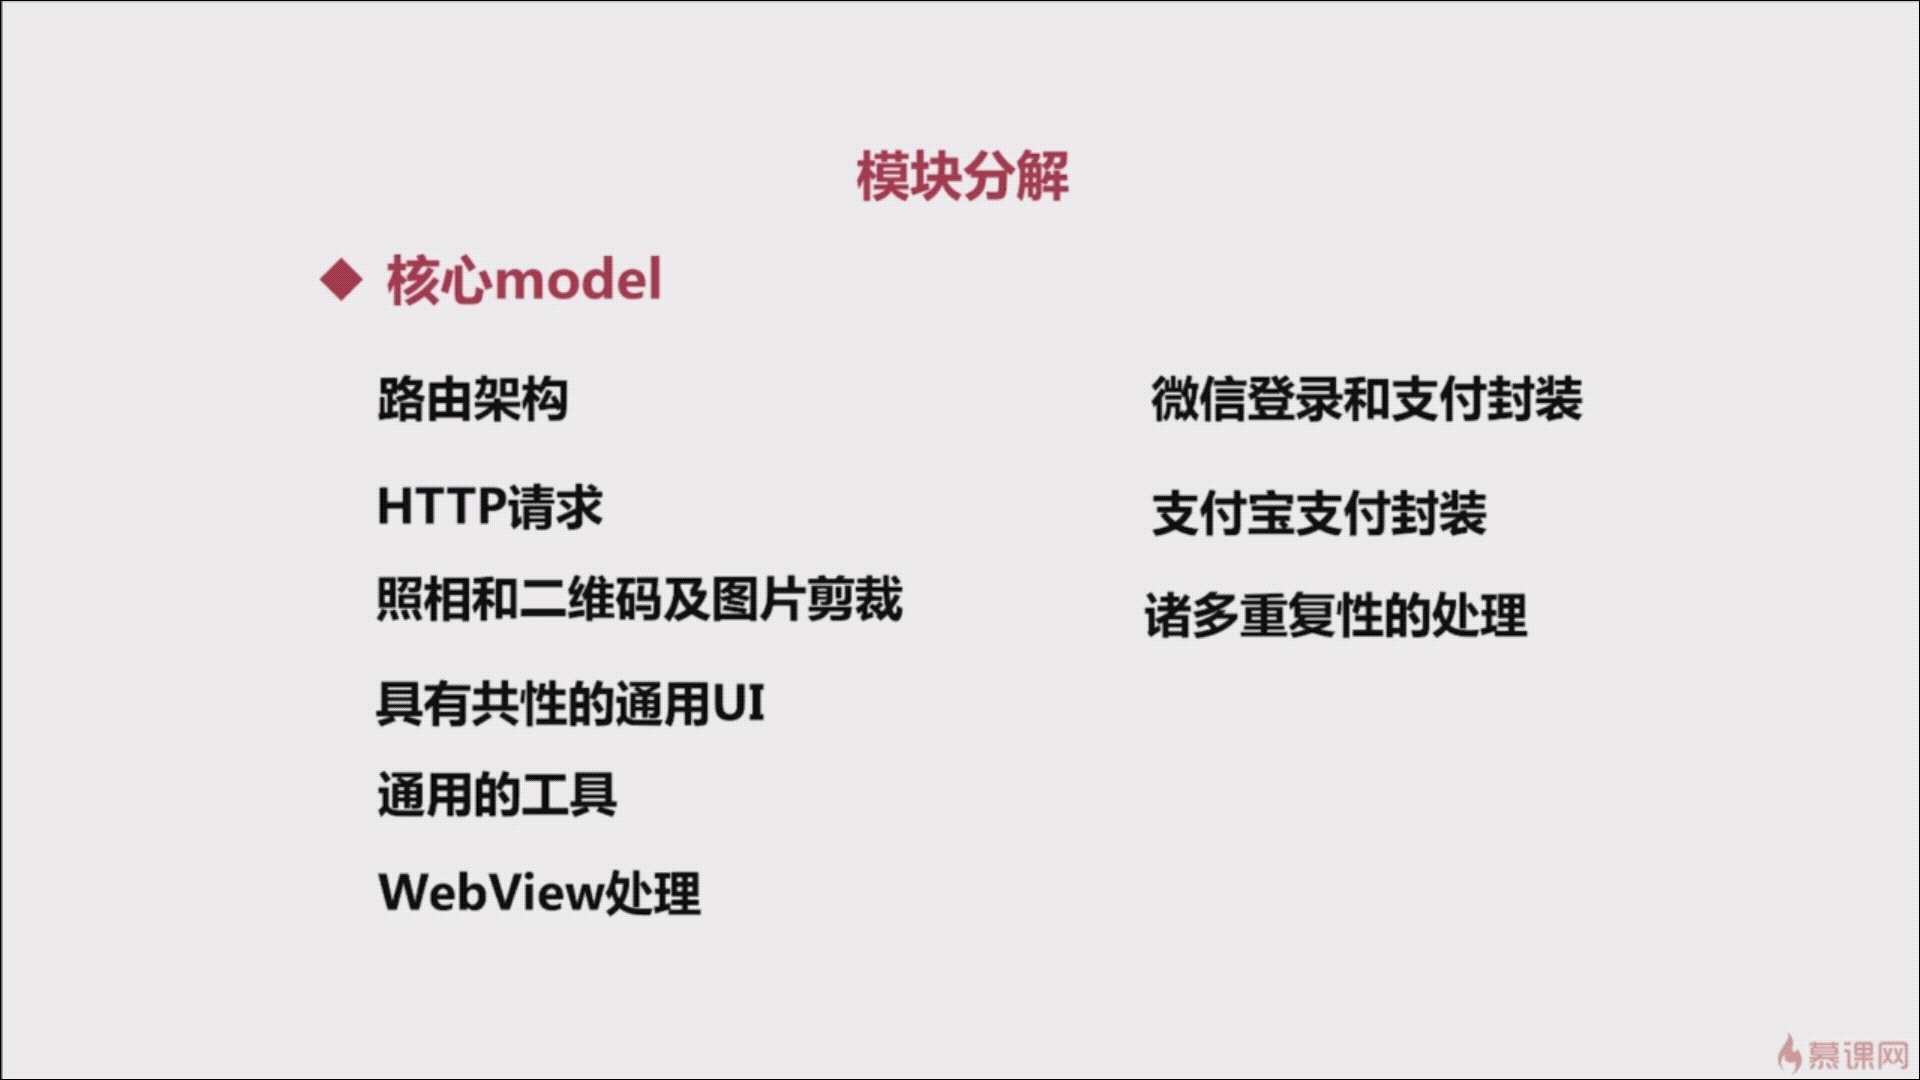 模块分解
◆ 核心model
路由架构
HTTP请求
照相和二维码及图片剪裁
具有共性的通用UI
通用的工具
WebView处理
微信登录和支付封装
支付宝支付封装
诸多重复性的处理
慕课网